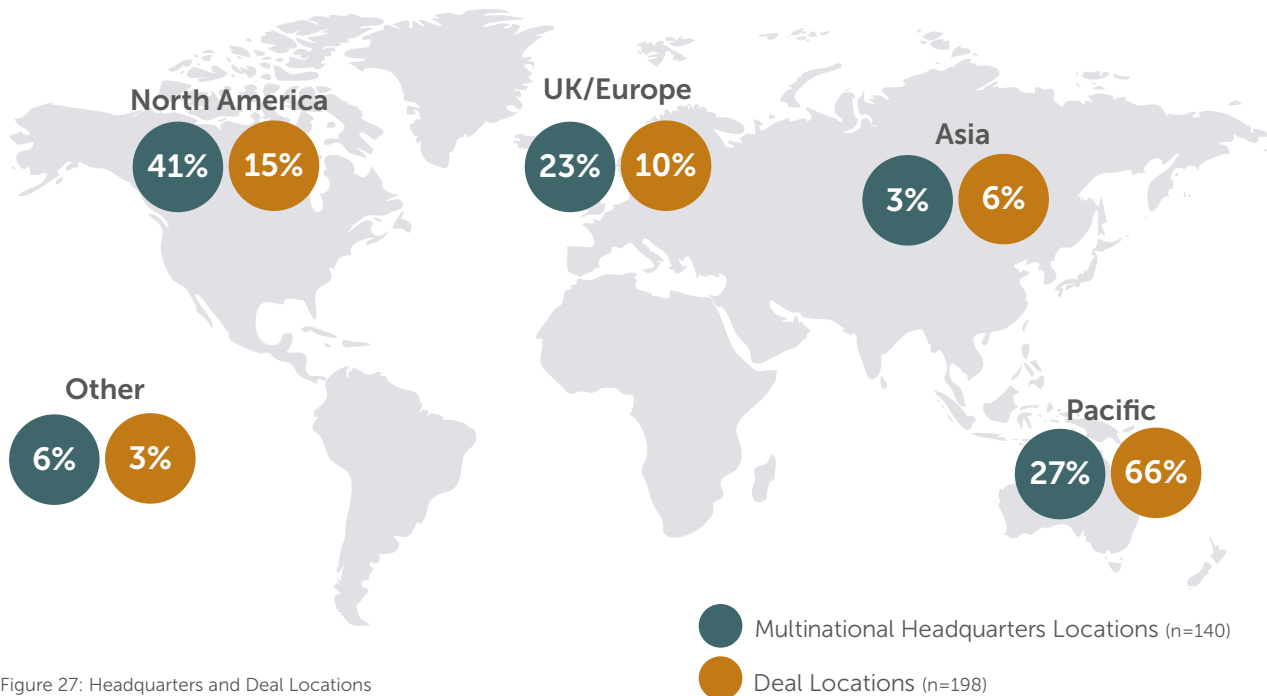 North America
41% 15%
UK/Europe
23% 10%
Asia
3% 6%
Other
6% 3%
Pacific
27% 66%
Multinational Headquarters Locations (n=140)
Deal Locations (n=198)
Figure 27: Headquarters and Deal Locations